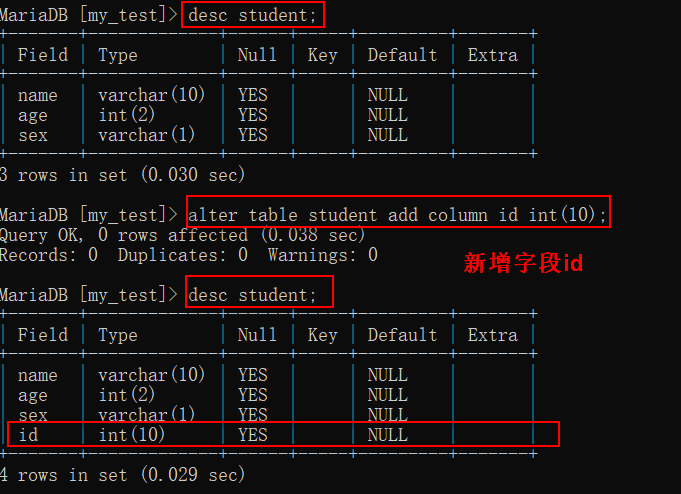 MariaDB [my_test]> desc student;
+-------+-------------+------+-----+---------+-------+
| Field | Type | Null | Key | Default | Extra |
+-------+-------------+------+-----+---------+-------+
| name | varchar(10) | YES | | NULL | |
| age | int(2) | YES | | NULL | |
| sex | varchar(1) | YES | | NULL | |
+-------+-------------+------+-----+---------+-------+
3 rows in set (0.030 sec)
MariaDB [my_test]> alter table student add column id int(10);
Query OK, 0 rows affected (0.038 sec)
Records: 0 Duplicates: 0 Warnings: 0
新增字段id
MariaDB [my_test]> desc student;
+-------+-------------+------+-----+---------+-------+
| Field | Type | Null | Key | Default | Extra |
+-------+-------------+------+-----+---------+-------+
| name | varchar(10) | YES | | NULL | |
| age | int(2) | YES | | NULL | |
| sex | varchar(1) | YES | | NULL | |
| id | int(10) | YES | | NULL | |
+-------+-------------+------+-----+---------+-------+
4 rows in set (0.029 sec)